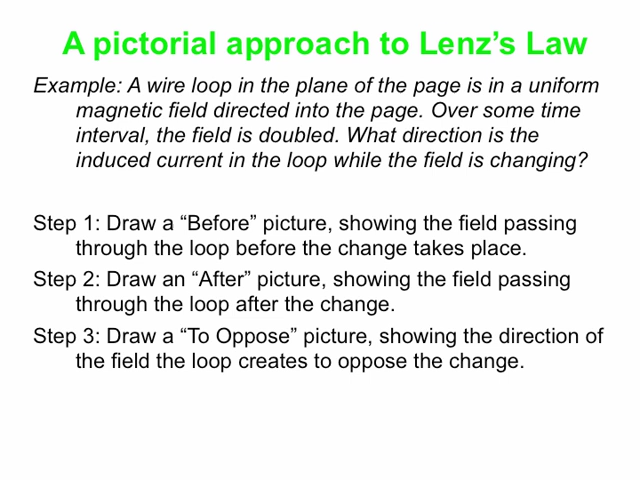 A pictorial approach to Lenz’s Law
Example: A wire loop in the plane of the page is in a uniform
magnetic field directed into the page. Over some time
interval, the field is doubled. What direction is the
induced current in the loop while the field is changing?
Step 1: Draw a “Before” picture, showing the field passing
through the loop before the change takes place.
Step 2: Draw an “After” picture, showing the field passing
through the loop after the change.
Step 3: Draw a “To Oppose” picture, showing the direction of
the field the loop creates to oppose the change.